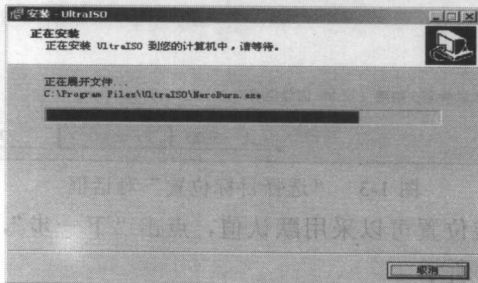 安装 - UltraISO
正在安装
正在安装 UltraISO 到您的计算机中，请等待。
正在展开文件...
C:\Program Files\UltraISO\NeroBurn.exe
取消